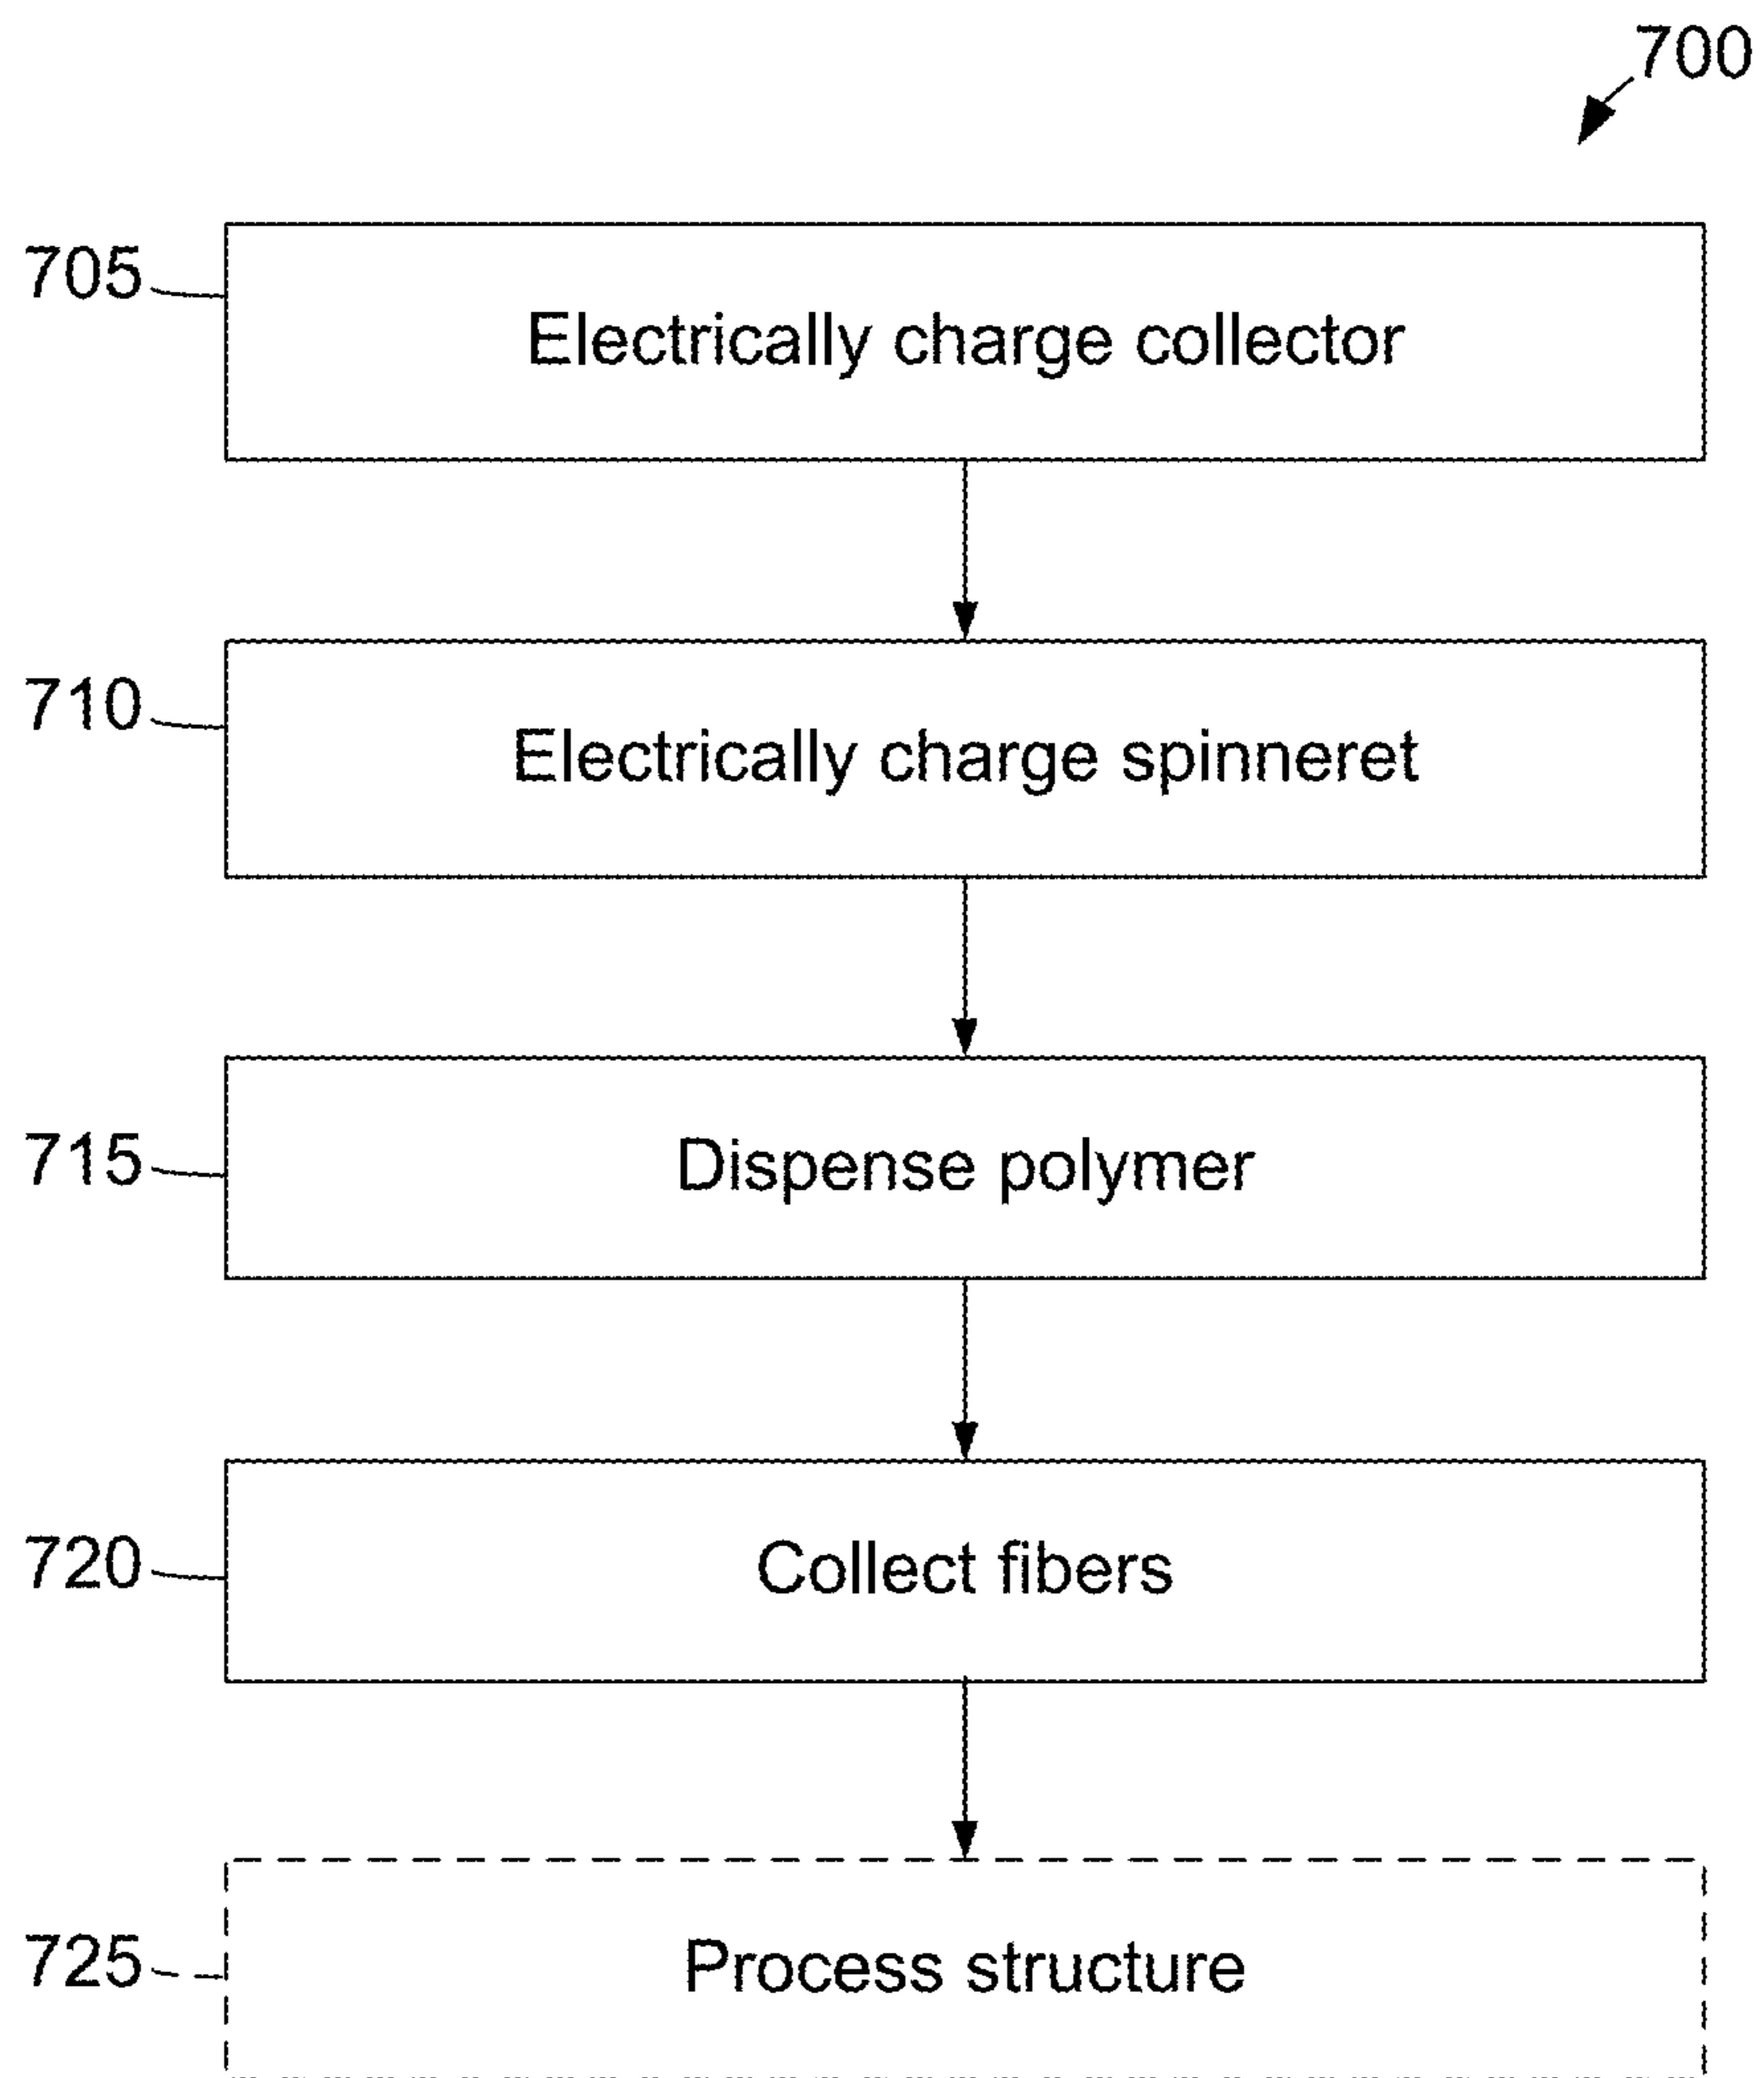 700
705
Electrically charge collector
710
Electrically charge spinneret
715
Dispense polymer
720
Collect fibers
725
Process structure